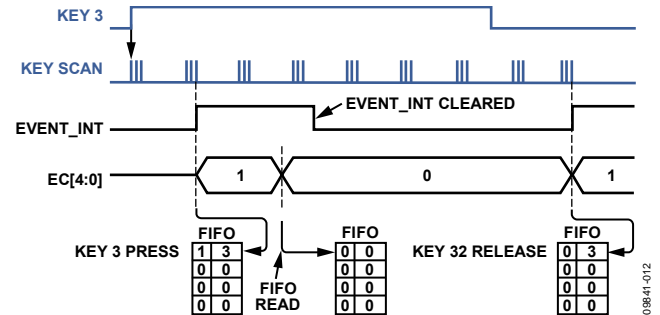 KEY 3
KEY SCAN
EVENT_INT
EVENT_INT CLEARED
EC[4:0]
1
0
1
KEY 3 PRESS
FIFO
1 3
0 0
0 0
0 0
FIFO READ
FIFO
0 0
0 0
0 0
0 0
KEY 32 RELEASE
FIFO
0 3
0 0
0 0
0 0
09841-012